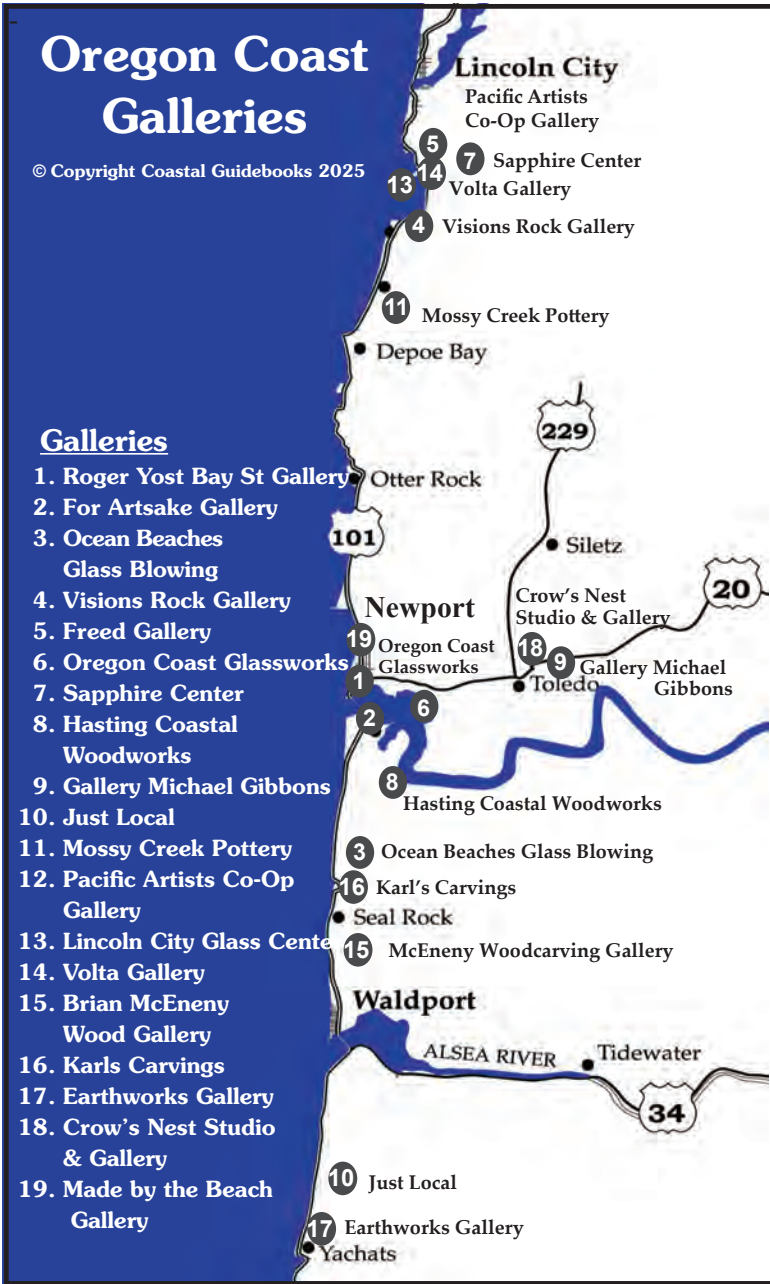 Oregon Coast
Galleries
© Copyright Coastal Guidebooks 2025
Lincoln City
Pacific Artists
Co-Op Gallery
5
7 Sapphire Center
13
14
Volta Gallery
4 Visions Rock Gallery
11 Mossy Creek Pottery
Depoe Bay
229
Otter Rock
101
Siletz
20
Crow's Nest
Studio & Gallery
Newport
19 Oregon Coast
Glassworks
18
9 Gallery Michael
Gibbons
1
Toledo
2
6
8
Hasting Coastal Woodworks
3 Ocean Beaches Glass Blowing
16 Karl's Carvings
Seal Rock
15 McEneny Woodcarving Gallery
Waldport
ALSEA RIVER
Tidewater
34
10 Just Local
17 Earthworks Gallery
Yachats
Galleries
1. Roger Yost Bay St Gallery
2. For Artsake Gallery
3. Ocean Beaches
Glass Blowing
4. Visions Rock Gallery
5. Freed Gallery
6. Oregon Coast Glassworks
7. Sapphire Center
8. Hasting Coastal
Woodworks
9. Gallery Michael Gibbons
10. Just Local
11. Mossy Creek Pottery
12. Pacific Artists Co-Op
Gallery
13. Lincoln City Glass Cente
14. Volta Gallery
15. Brian McEneny
Wood Gallery
16. Karls Carvings
17. Earthworks Gallery
18. Crow's Nest Studio
& Gallery
19. Made by the Beach
Gallery